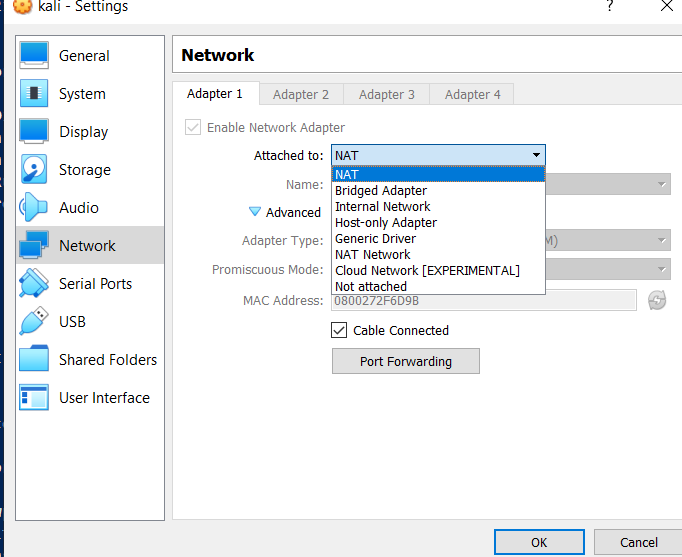 kali - Settings
?
General
System
Display
Storage
Audio
Network
Serial Ports
USB
Shared Folders
User Interface
Network
Adapter 1
Adapter 2
Adapter 3
Adapter 4
Enable Network Adapter
Attached to:
NAT
NAT
Bridged Adapter
Internal Network
Host-only Adapter
Generic Driver
NAT Network
Cloud Network [EXPERIMENTAL]
Not attached
Name:
Advanced
Adapter Type:
M)
Promiscuous Mode:
MAC Address:
0800272F6D9B
Cable Connected
Port Forwarding
OK
Cancel